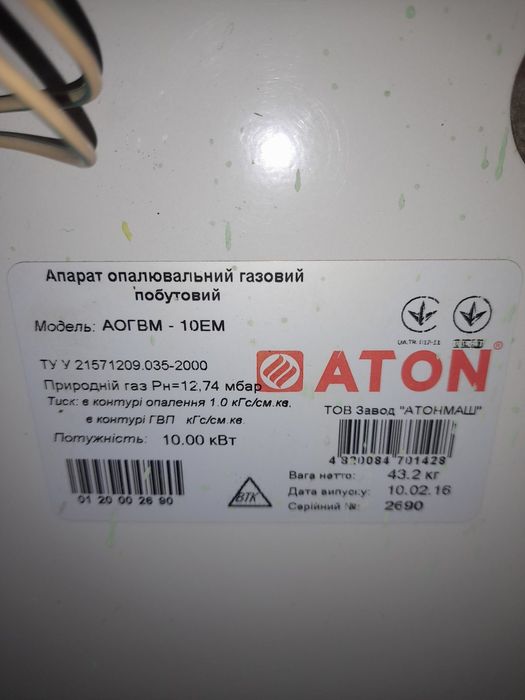 Апарат опалювальний газовий
побутовий
Модель: АОГВМ - 10ЕМ
ТУ У 21571209.035-2000
Природній газ Рн=12,74 мбар
Тиск: в контурі опалення 1.0 кГс/см.кв.
в контурі ГВП кГс/см.кв.
Потужність: 10.00 кВт
01 20 00 26 90
ВТК
ATON®
ТОВ Завод "АТОНМАШ"
4 820084 701428
Вага нетто: 43.2 кг
Дата випуску: 10.02.16
Серійний №: 2690